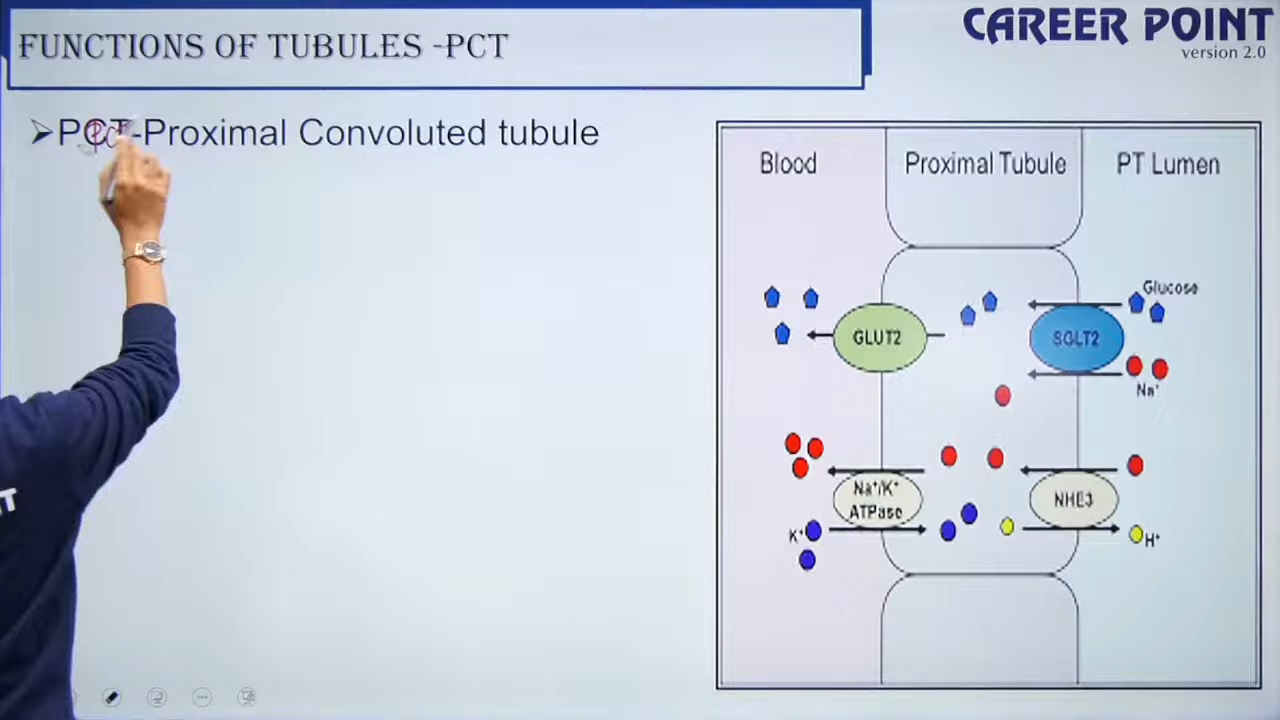 FUNCTIONS OF TUBULES -PCT
CAREER POINT
version 2.0
➢PCT-Proximal Convoluted tubule
Blood
Proximal Tubule
PT Lumen
Glucose
GLUT2
SGLT2
Na⁺
Na⁺/K⁺
ATPase
NHE3
K⁺
H⁺